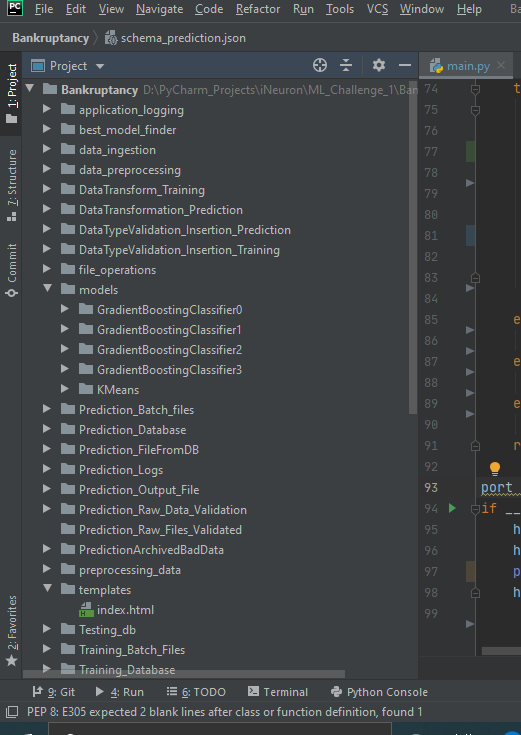 PC File Edit View Navigate Code Refactor Run Tools VCS Window Help
Bankruptancy schema_prediction.json
1: Project
Project
main.py
Bankruptancy D:\PyCharm_Projects\iNeuron\ML_Challenge_1\Ban
application_logging
best_model_finder
data_ingestion
data_preprocessing
DataTransform_Training
DataTransformation_Prediction
DataTypeValidation_Insertion_Prediction
DataTypeValidation_Insertion_Training
file_operations
models
GradientBoostingClassifier0
GradientBoostingClassifier1
GradientBoostingClassifier2
GradientBoostingClassifier3
KMeans
Prediction_Batch_files
Prediction_Database
Prediction_FileFromDB
Prediction_Logs
Prediction_Output_File
Prediction_Raw_Data_Validation
Prediction_Raw_Files_Validated
PredictionArchivedBadData
preprocessing_data
templates
index.html
Testing_db
Training_Batch_Files
Training_Database
7: Structure
Commit
2: Favorites
74 t
75
76
77
78
79
80
81
82
83
84
85 e
86
87 e
88
89 e
90
91 r
92
93 port
94 if __
95 h
96 h
97 p
98 h
99
9: Git 4: Run 6: TODO Terminal Python Console
PEP 8: E305 expected 2 blank lines after class or function definition, found 1